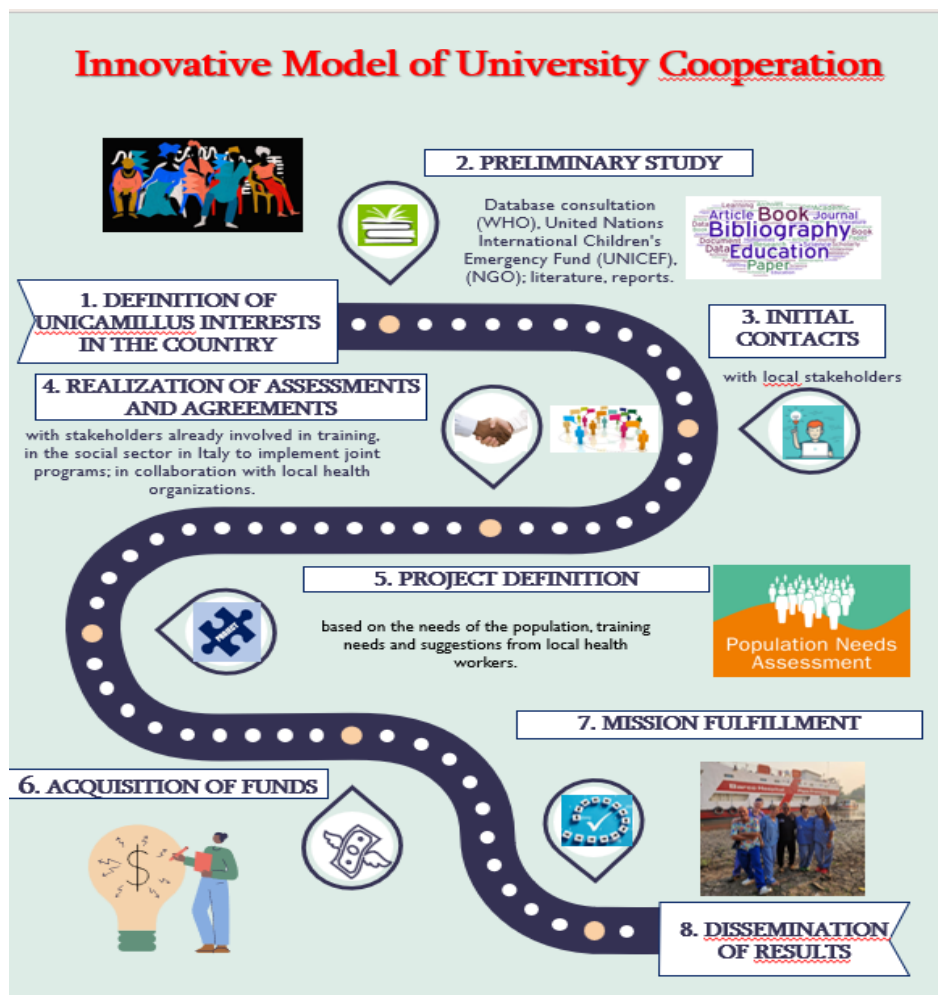 Innovative Model of University Cooperation
2. PRELIMINARY STUDY
Database consultation
(WHO), United Nations
International Children's
Emergency Fund (UNICEF),
(NGO); literature, reports.
Article Book Journal
Bibliography
Data Education
Paper
1. DEFINITION OF
UNICAMILLUS INTERESTS
IN THE COUNTRY
3. INITIAL
CONTACTS
with local stakeholders
4. REALIZATION OF ASSESSMENTS
AND AGREEMENTS
with stakeholders already involved in training,
in the social sector in Italy to implement joint
programs; in collaboration with local health
organizations.
5. PROJECT DEFINITION
based on the needs of the population, training
needs and suggestions from local health
workers.
Population Needs
Assessment
7. MISSION FULFILLMENT
6. ACQUISITION OF FUNDS
$
8. DISSEMINATION
OF RESULTS